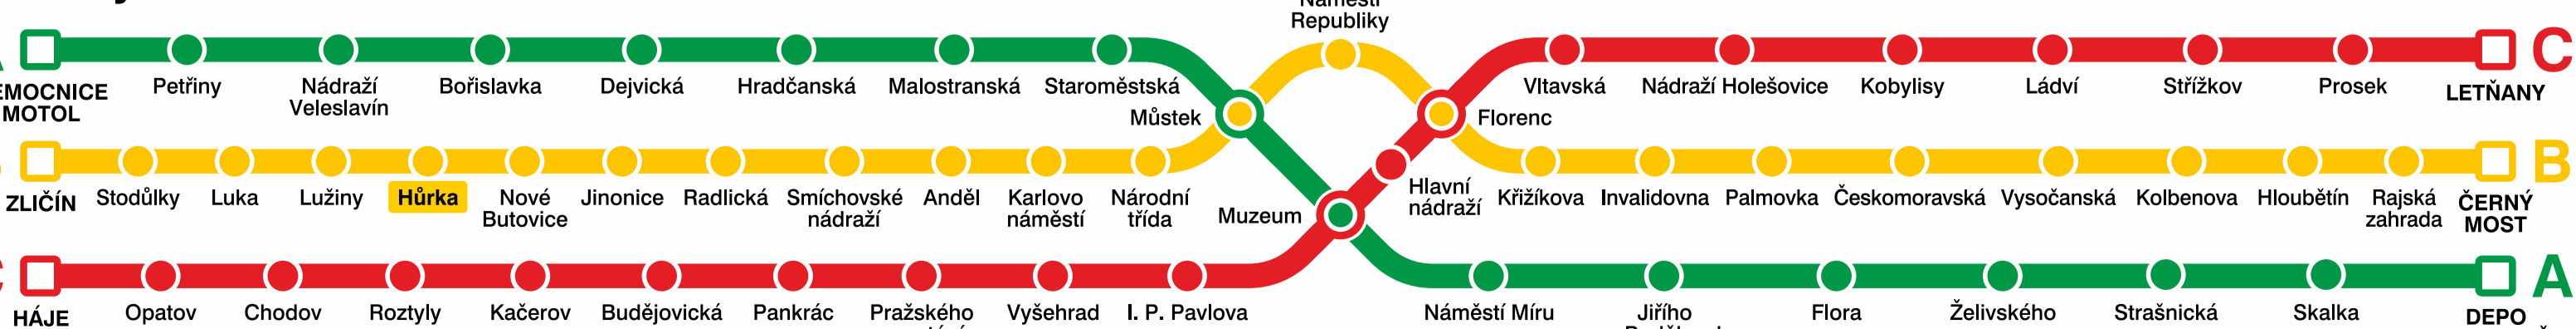 Republiky
C
Petřiny
Nádraží
Veleslavín
Bořislavka
Dejvická
Hradčanská
Malostranská
Staroměstská
Vltavská
Nádraží Holešovice
Kobylisy
Ládví
Střížkov
Prosek
LETŇANY
MOTOL
Můstek
Florenc
B
ZLIČÍN
Stodůlky
Luka
Lužiny
Hůrka
Nové
Butovice
Jinonice
Radlická
Smíchovské
nádraží
Anděl
Karlovo
náměstí
Národní
třída
Muzeum
Hlavní
nádraží
Křižíkova
Invalidovna
Palmovka
Českomoravská
Vysočanská
Kolbenova
Hloubětín
Rajská
zahrada
ČERNÝ
MOST
A
HÁJE
Opatov
Chodov
Roztyly
Kačerov
Budějovická
Pankrác
Pražského
Vyšehrad
I. P. Pavlova
Náměstí Míru
Jiřího
Flora
Želivského
Strašnická
Skalka
DEPO